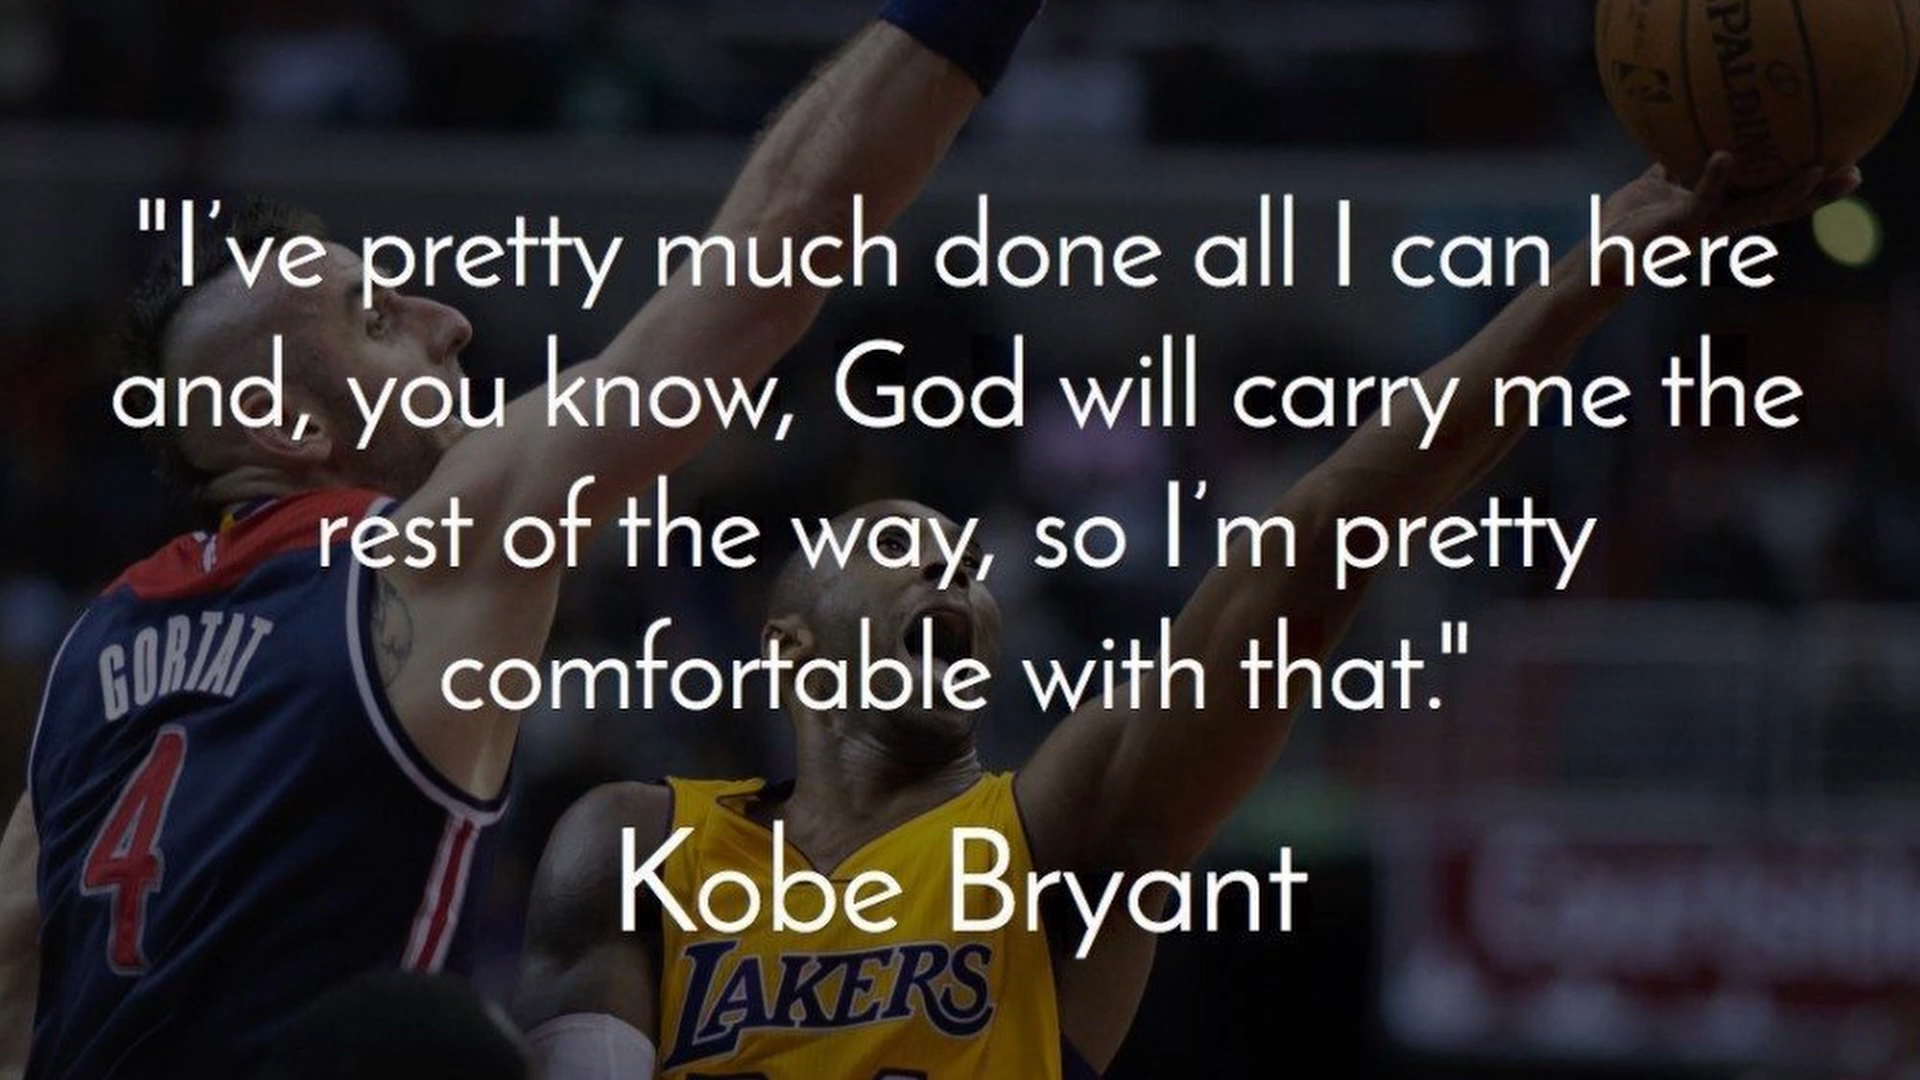 SPALDING
"I've pretty much done all I can here
and, you know, God will carry me the
rest of the way, so I'm pretty
comfortable with that."
GORTAT
4
Kobe Bryant
LAKERS